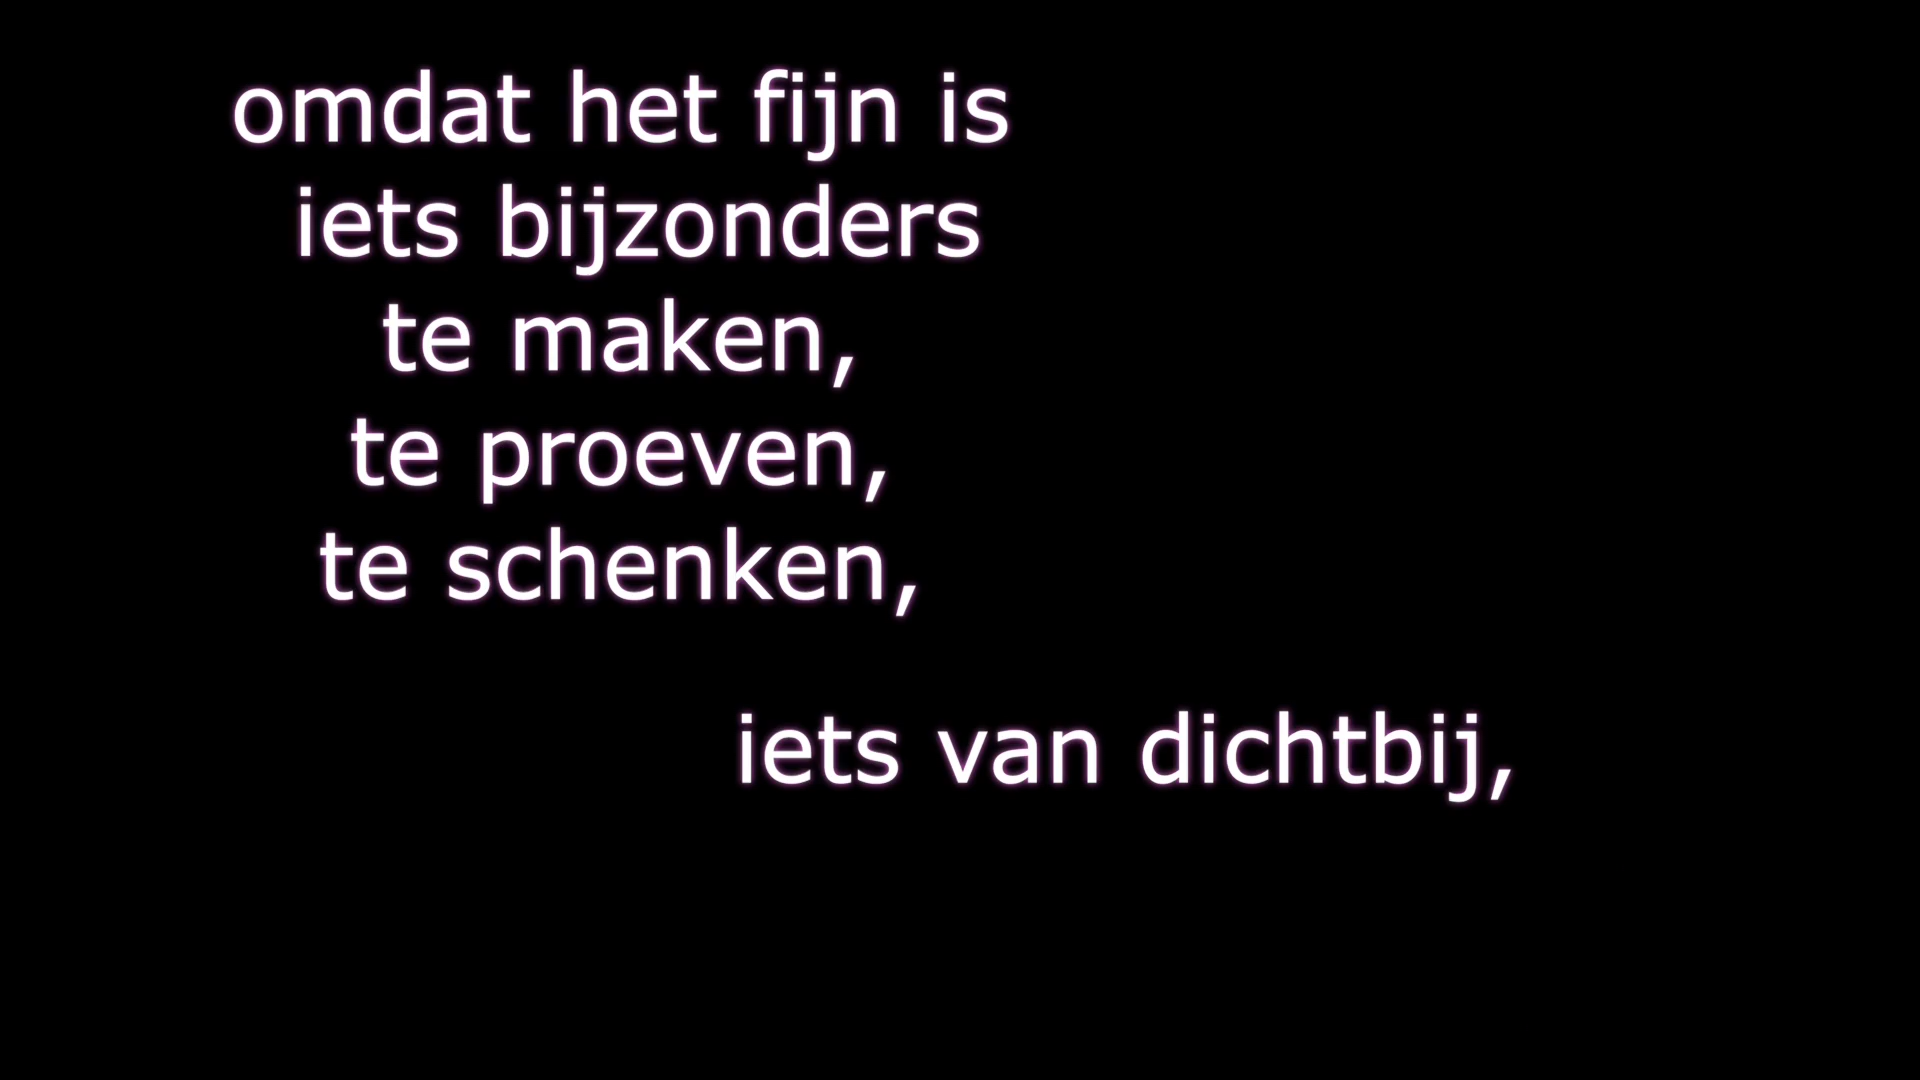 omdat het fijn is
iets bijzonders
te maken,
te proeven,
te schenken,
iets van dichtbij,